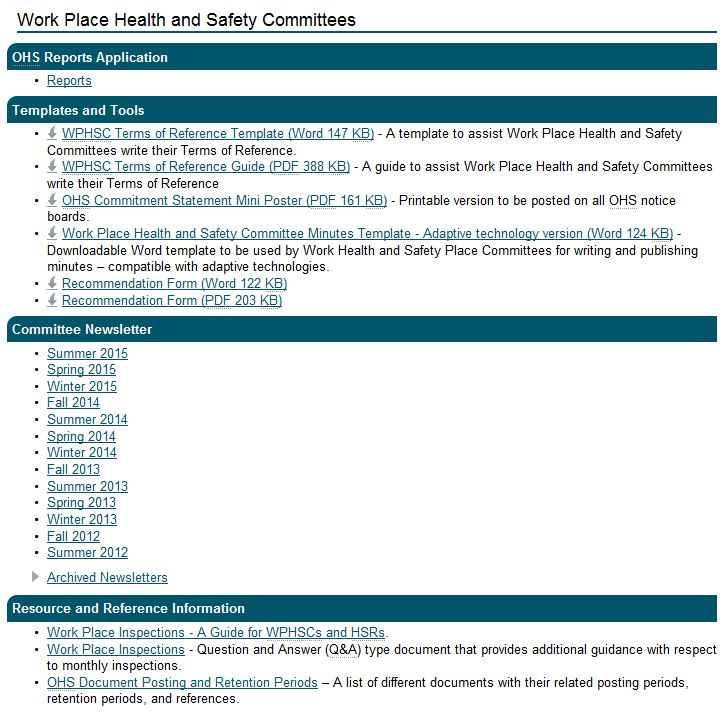 Work Place Health and Safety Committees
OHS Reports Application
• Reports
Templates and Tools
• WPHSC Terms of Reference Template (Word 147 KB) - A template to assist Work Place Health and Safety
Committees write their Terms of Reference.
• WPHSC Terms of Reference Guide (PDF 388 KB) - A guide to assist Work Place Health and Safety Committees
write their Terms of Reference
• OHS Commitment Statement Mini Poster (PDF 161 KB) - Printable version to be posted on all OHS notice
boards.
• Work Place Health and Safety Committee Minutes Template - Adaptive technology version (Word 124 KB) -
Downloadable Word template to be used by Work Health and Safety Place Committees for writing and publishing
minutes – compatible with adaptive technologies.
• Recommendation Form (Word 122 KB)
• Recommendation Form (PDF 203 KB)
Committee Newsletter
• Summer 2015
• Spring 2015
• Winter 2015
• Fall 2014
• Summer 2014
• Spring 2014
• Winter 2014
• Fall 2013
• Summer 2013
• Spring 2013
• Winter 2013
• Fall 2012
• Summer 2012
Archived Newsletters
Resource and Reference Information
• Work Place Inspections - A Guide for WPHSCs and HSRs.
• Work Place Inspections - Question and Answer (Q&A) type document that provides additional guidance with respect
to monthly inspections.
• OHS Document Posting and Retention Periods – A list of different documents with their related posting periods,
retention periods, and references.